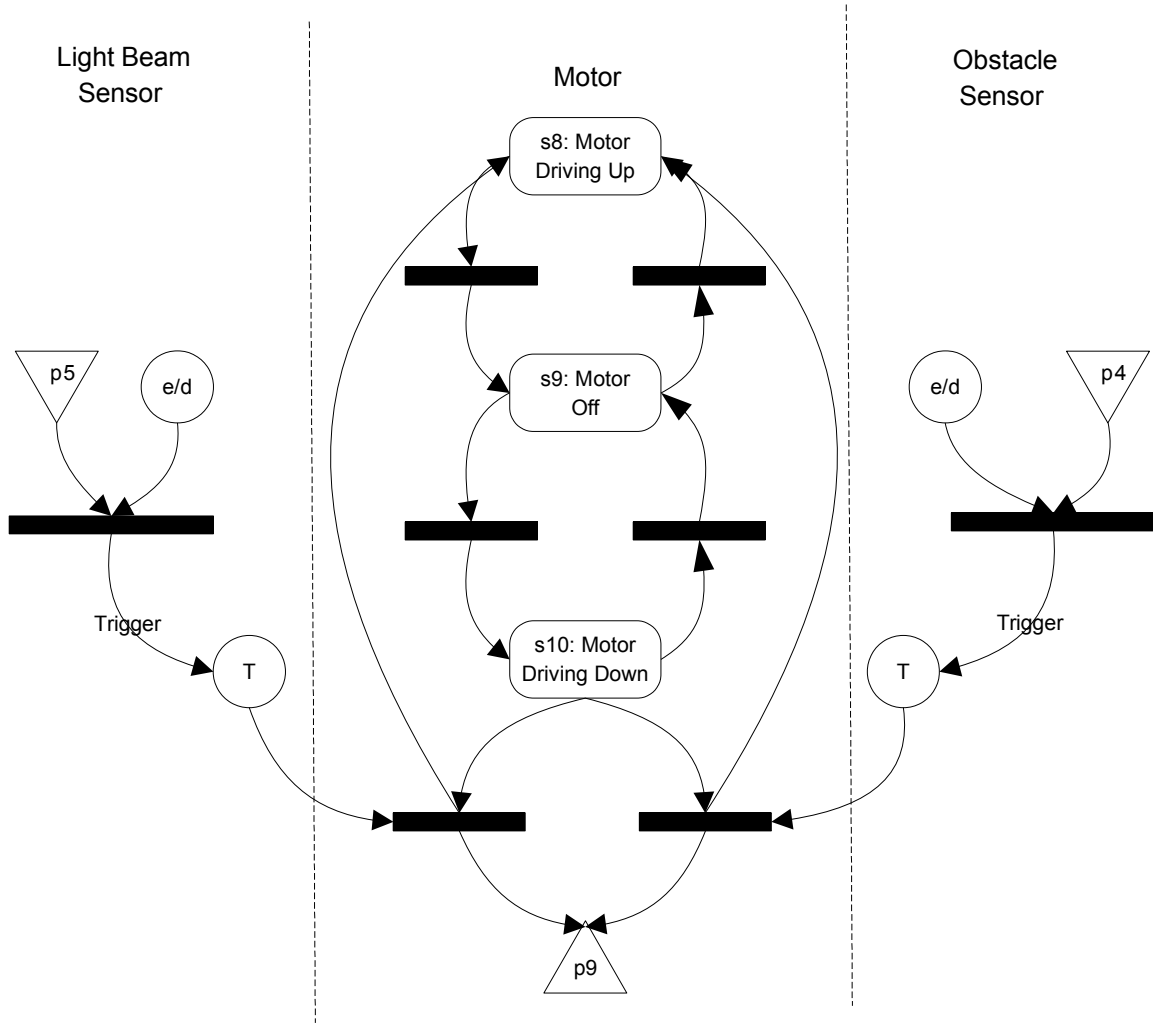 Light Beam
Sensor
Motor
Obstacle
Sensor
s8: Motor
Driving Up
p5
e/d
s9: Motor
Off
e/d
p4
Trigger
T
s10: Motor
Driving Down
T
Trigger
p9